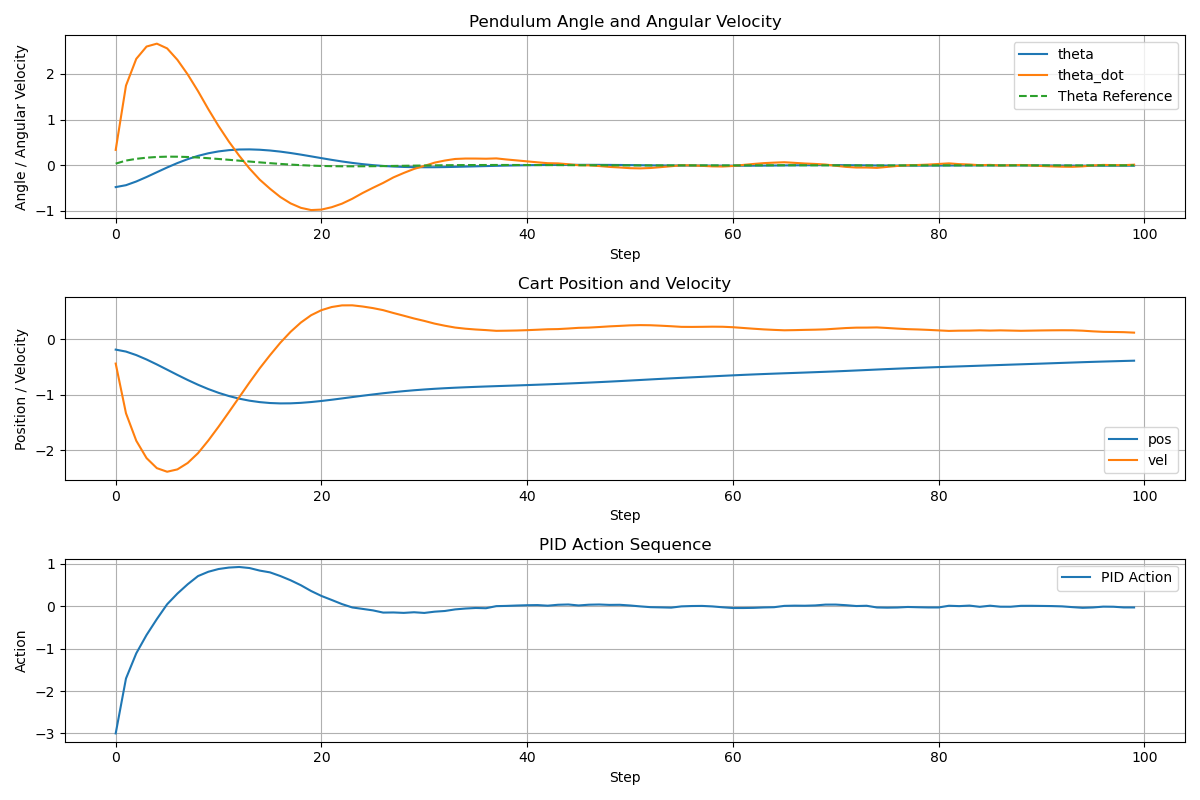 Pendulum Angle and Angular Velocity
Angle / Angular Velocity
2
1
0
−1
theta
theta_dot
Theta Reference
0 20 40 60 80 100
Step
Cart Position and Velocity
Position / Velocity
0
−1
−2
pos
vel
0 20 40 60 80 100
Step
PID Action Sequence
Action
1
0
−1
−2
−3
PID Action
0 20 40 60 80 100
Step